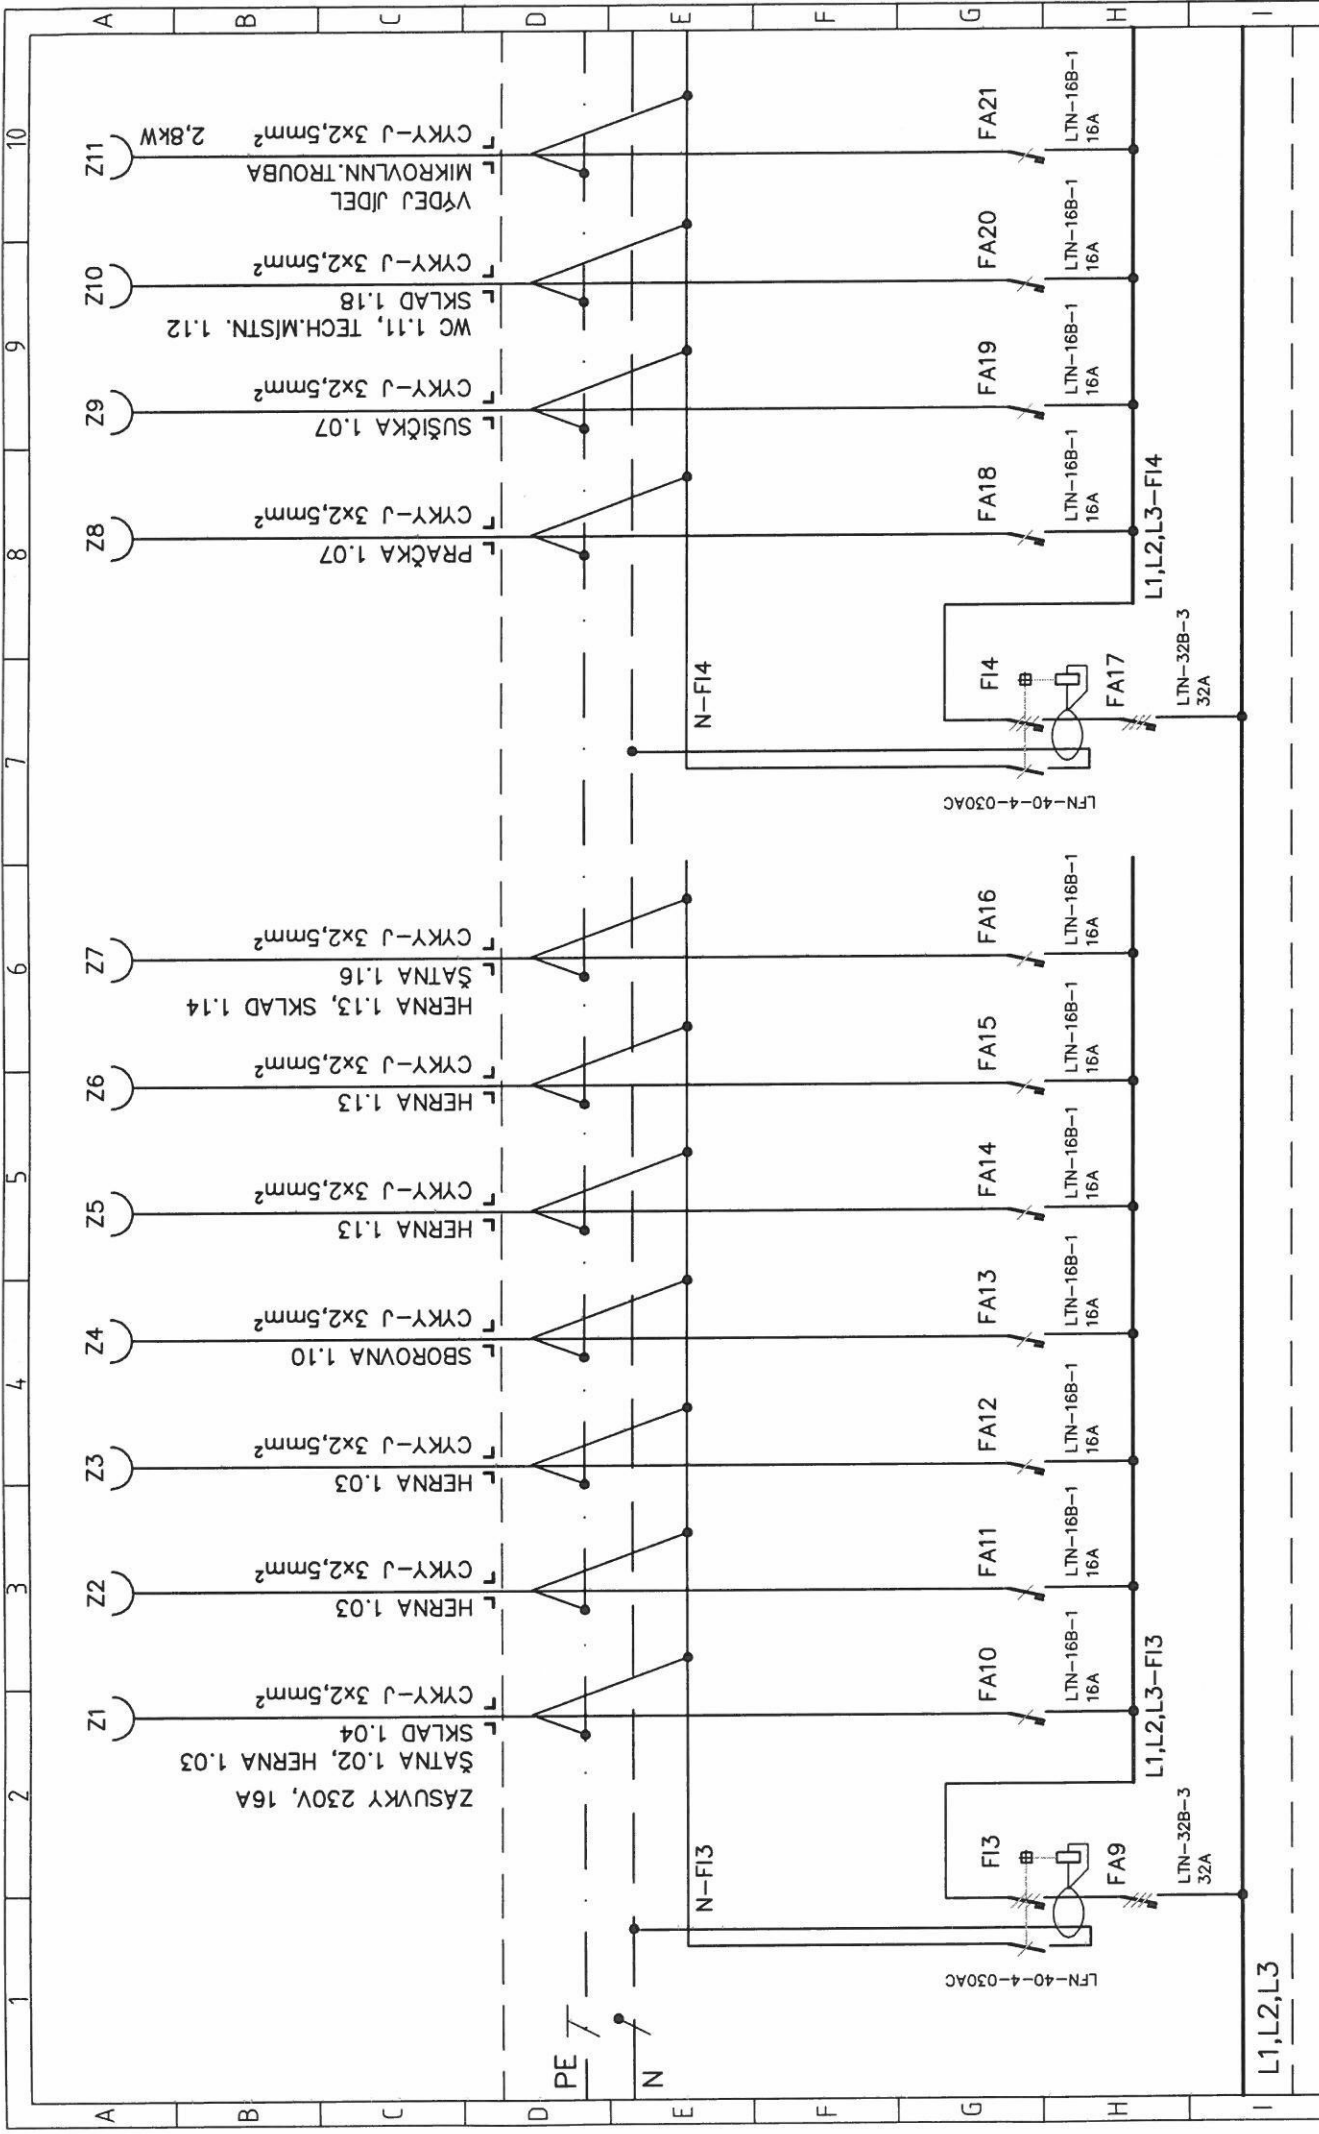 1
2
3
4
5
6
7
8
9
10
A
B
C
D
E
F
G
H
I
Z1
Z2
Z3
Z4
Z5
Z6
Z7
Z8
Z9
Z10
Z11
2,8kW
ZÁSUVKY 230V, 16A
ŠATNA 1.02, HERNA 1.03
SKLAD 1.04
CYKY-J 3x2,5mm²
HERNA 1.03
CYKY-J 3x2,5mm²
HERNA 1.03
CYKY-J 3x2,5mm²
SBOROVNA 1.10
CYKY-J 3x2,5mm²
HERNA 1.13
CYKY-J 3x2,5mm²
HERNA 1.13
CYKY-J 3x2,5mm²
HERNA 1.13, SKLAD 1.14
ŠATNA 1.16
CYKY-J 3x2,5mm²
PRAČKA 1.07
CYKY-J 3x2,5mm²
SUŠIČKA 1.07
CYKY-J 3x2,5mm²
WC 1.11, TECH.MÍSTN. 1.12
SKLAD 1.18
CYKY-J 3x2,5mm²
VÝDEJ JÍDEL
MIKROVLNN.TROUBA
CYKY-J 3x2,5mm²
PE
N
N-FI3
N-FI4
LFN-40-4-030AC
FI3
FA9
LTN-32B-3
32A
L1,L2,L3-FI3
FA10
LTN-16B-1
16A
FA11
LTN-16B-1
16A
FA12
LTN-16B-1
16A
FA13
LTN-16B-1
16A
FA14
LTN-16B-1
16A
FA15
LTN-16B-1
16A
FA16
LTN-16B-1
16A
LFN-40-4-030AC
FI4
FA17
LTN-32B-3
32A
L1,L2,L3-FI4
FA18
LTN-16B-1
16A
FA19
LTN-16B-1
16A
FA20
LTN-16B-1
16A
FA21
LTN-16B-1
16A
L1,L2,L3
A
B
C
D
E
F
G
H
I